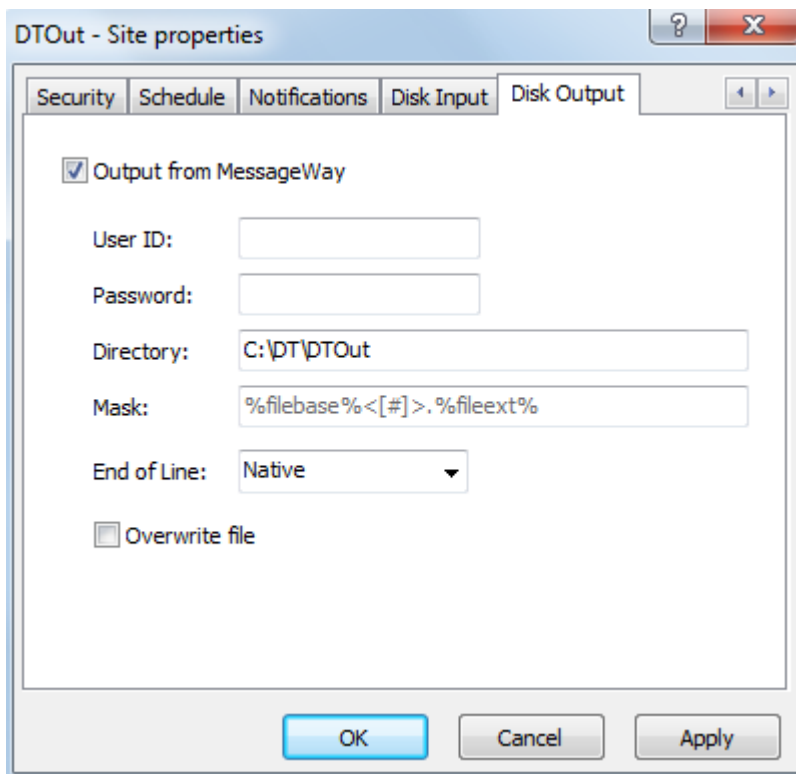 DTOut - Site properties
Security Schedule Notifications Disk Input Disk Output
Output from MessageWay
User ID:
Password:
Directory: C:\DT\DTOut
Mask: %filebase%<[#]>.%fileext%
End of Line: Native
Overwrite file
OK Cancel Apply